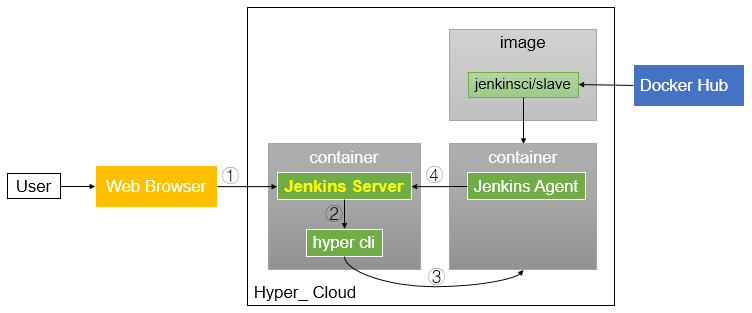 image
jenkinsci/slave
Docker Hub
container
container
User
Web Browser
①
Jenkins Server
④
Jenkins Agent
②
hyper cli
③
Hyper_ Cloud